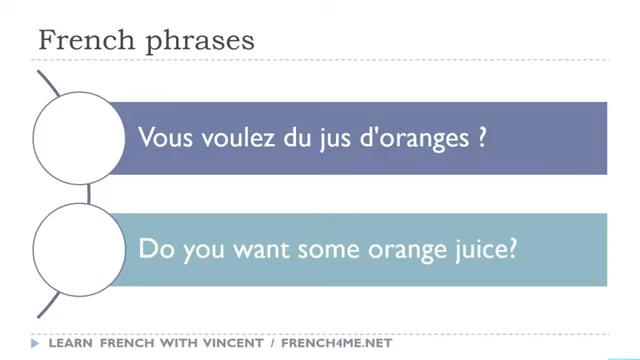 French phrases
Vous voulez du jus d'oranges ?
Do you want some orange juice?
LEARN FRENCH WITH VINCENT / FRENCH4ME.NET